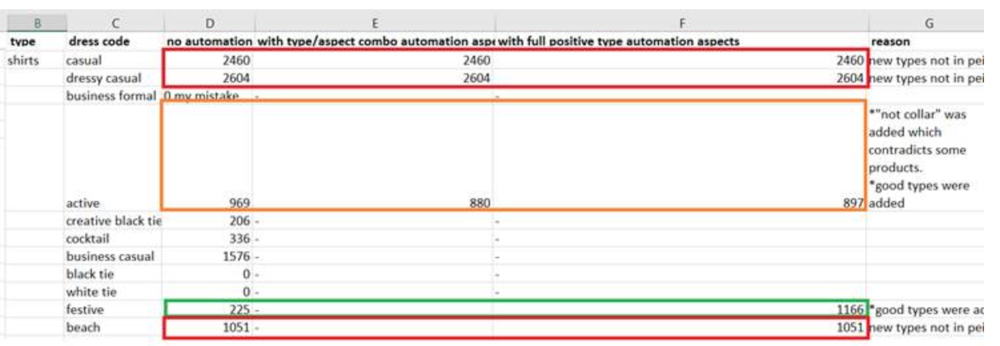 B C D E F G
type dress code no automation with type/aspect combo automation aspe with full positive type automation aspects reason
shirts casual 2460 2460 2460 new types not in pei
dressy casual 2604 2604 2604 new types not in pei
business formal 0 my mistake - -
*"not collar" was
added which
contradicts some
products.
*good types were
active 969 880 897 added
creative black tie 206 - -
cocktail 336 - -
business casual 1576 - -
black tie 0 - -
white tie 0 - -
festive 225 - 1166 *good types were ad
beach 1051 - 1051 new types not in pei